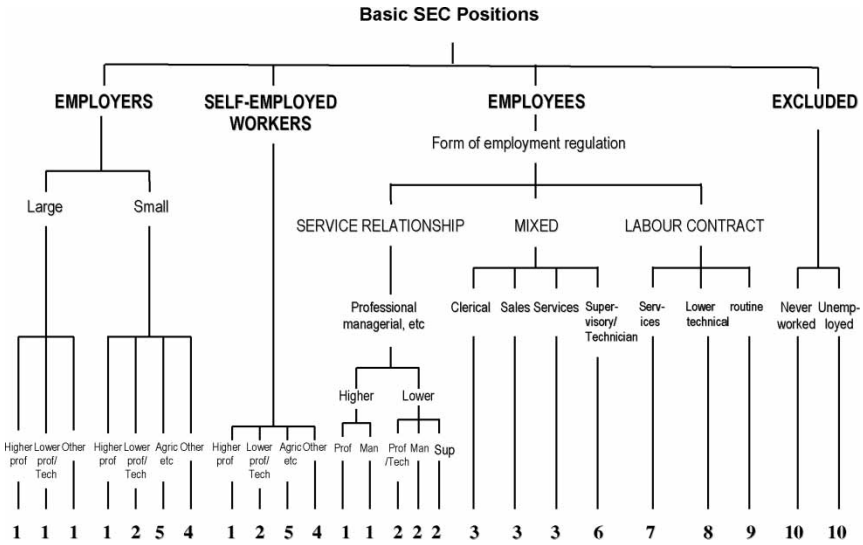 Basic SEC Positions
EMPLOYERS
SELF-EMPLOYED
WORKERS
EMPLOYEES
EXCLUDED
Form of employment regulation
Large
Small
SERVICE RELATIONSHIP
MIXED
LABOUR CONTRACT
Professional
managerial, etc
Clerical
Sales
Services
Super-
visory/
Technician
Serv-
ices
Lower
technical
routine
Never
worked
Unemp-
loyed
Higher
Lower
Higher
prof
Lower
prof/
Tech
Other
Higher
prof
Lower
prof/
Tech
Agric
etc
Other
Higher
prof
Lower
prof/
Tech
Agric
etc
Other
Prof
Man
Prof
/Tech
Man
Sup
1 1 1 1 2 5 4 1 2 5 4 1 1 2 2 2 3 3 3 6 7 8 9 10 10